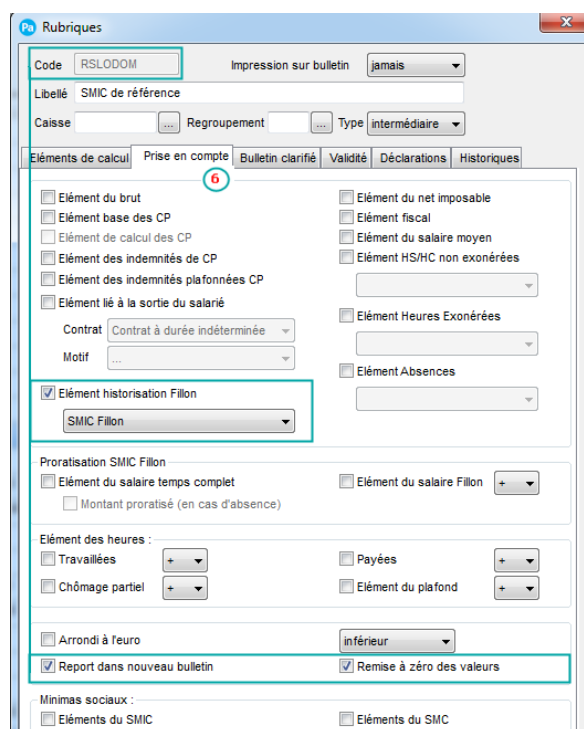 Pa Rubriques x
Code RSLODOM Impression sur bulletin jamais
Libellé SMIC de référence
Caisse ... Regroupement ... Type intermédiaire
Eléments de calcul Prise en compte Bulletin clarifié Validité Déclarations Historiques
6
Elément du brut Elément du net imposable
Elément base des CP Elément fiscal
Elément de calcul des CP Elément du salaire moyen
Elément des indemnités de CP Elément HS/HC non exonérées
Elément des indemnités plafonnées CP
Elément lié à la sortie du salarié
Contrat Contrat à durée indéterminée Elément Heures Exonérées
Motif ...
Elément Absences
Elément historisation Fillon
SMIC Fillon
Proratisation SMIC Fillon
Elément du salaire temps complet Elément du salaire Fillon +
Montant proratisé (en cas d'absence)
Elément des heures :
Travaillées + Payées +
Chômage partiel + Elément du plafond +
Arrondi à l'euro inférieur
Report dans nouveau bulletin Remise à zéro des valeurs
Minimas sociaux :
Eléments du SMIC Eléments du SMC